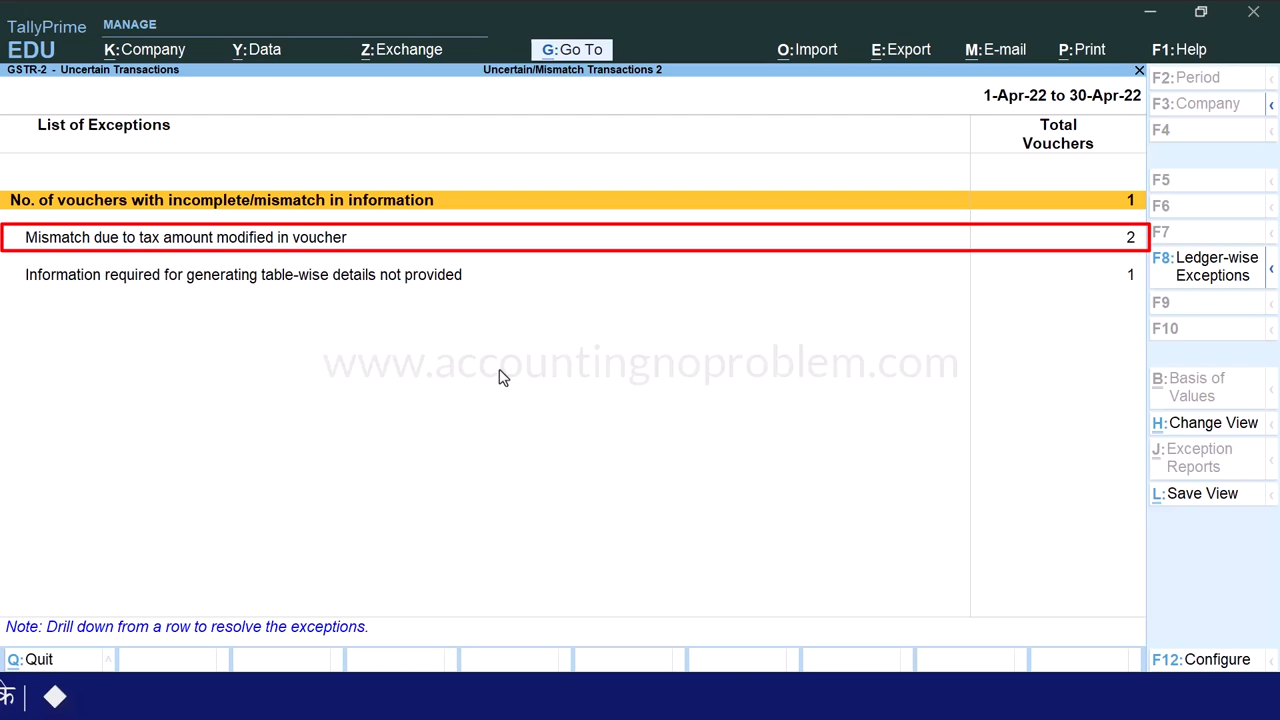 MANAGE
TallyPrime
EDU
K:Company Y:Data Z:Exchange G:Go To O:Import E:Export M:E-mail P:Print F1:Help
GSTR-2 - Uncertain Transactions Uncertain/Mismatch Transactions 2
1-Apr-22 to 30-Apr-22
List of Exceptions
Total
Vouchers
No. of vouchers with incomplete/mismatch in information 1
Mismatch due to tax amount modified in voucher 2
Information required for generating table-wise details not provided 1
www.accountingnoproblem.com
Note: Drill down from a row to resolve the exceptions.
Q:Quit
F2:Period
F3:Company
F4
F5
F6
F7
F8:Ledger-wise
Exceptions
F9
F10
B:Basis of
Values
H:Change View
J:Exception
Reports
L:Save View
F12:Configure
के